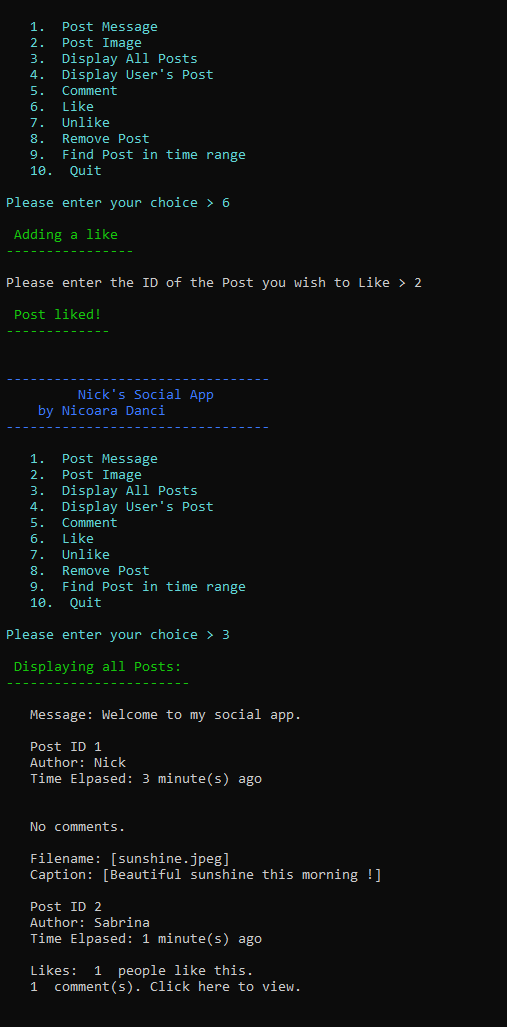 1.  Post Message
2.  Post Image
3.  Display All Posts
4.  Display User's Post
5.  Comment
6.  Like
7.  Unlike
8.  Remove Post
9.  Find Post in time range
10.  Quit
Please enter your choice > 6
Adding a like
----------------
Please enter the ID of the Post you wish to Like > 2
Post liked!
-------------
---------------------------------
Nick's Social App
by Nicoara Danci
---------------------------------
1.  Post Message
2.  Post Image
3.  Display All Posts
4.  Display User's Post
5.  Comment
6.  Like
7.  Unlike
8.  Remove Post
9.  Find Post in time range
10.  Quit
Please enter your choice > 3
Displaying all Posts:
-----------------------
Message: Welcome to my social app.
Post ID 1
Author: Nick
Time Elpased: 3 minute(s) ago
No comments.
Filename: [sunshine.jpeg]
Caption: [Beautiful sunshine this morning !]
Post ID 2
Author: Sabrina
Time Elpased: 1 minute(s) ago
Likes:  1  people like this.
1  comment(s). Click here to view.